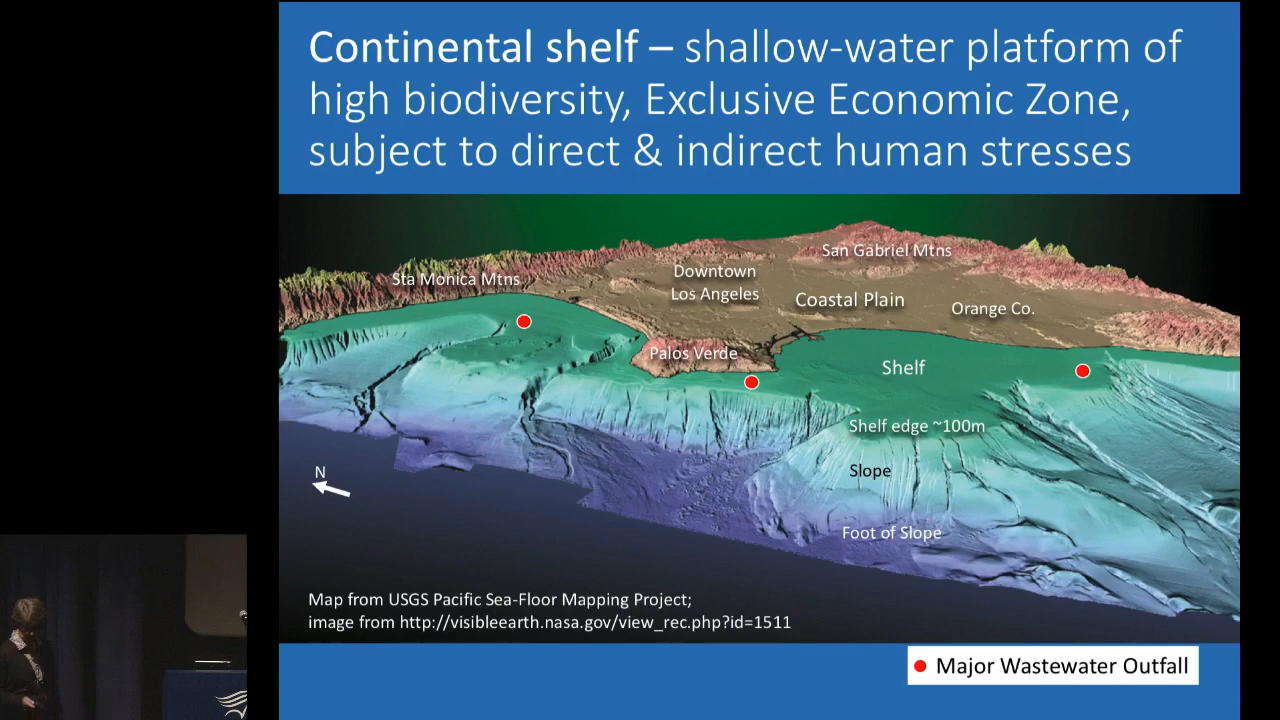 Continental shelf – shallow-water platform of
high biodiversity, Exclusive Economic Zone,
subject to direct & indirect human stresses
San Gabriel Mtns
Sta Monica Mtns
Downtown
Los Angeles
Coastal Plain
Orange Co.
Palos Verde
Shelf
Shelf edge ~100m
N
Slope
Foot of Slope
Map from USGS Pacific Sea-Floor Mapping Project;
image from http://visibleearth.nasa.gov/view_rec.php?id=1511
Major Wastewater Outfall